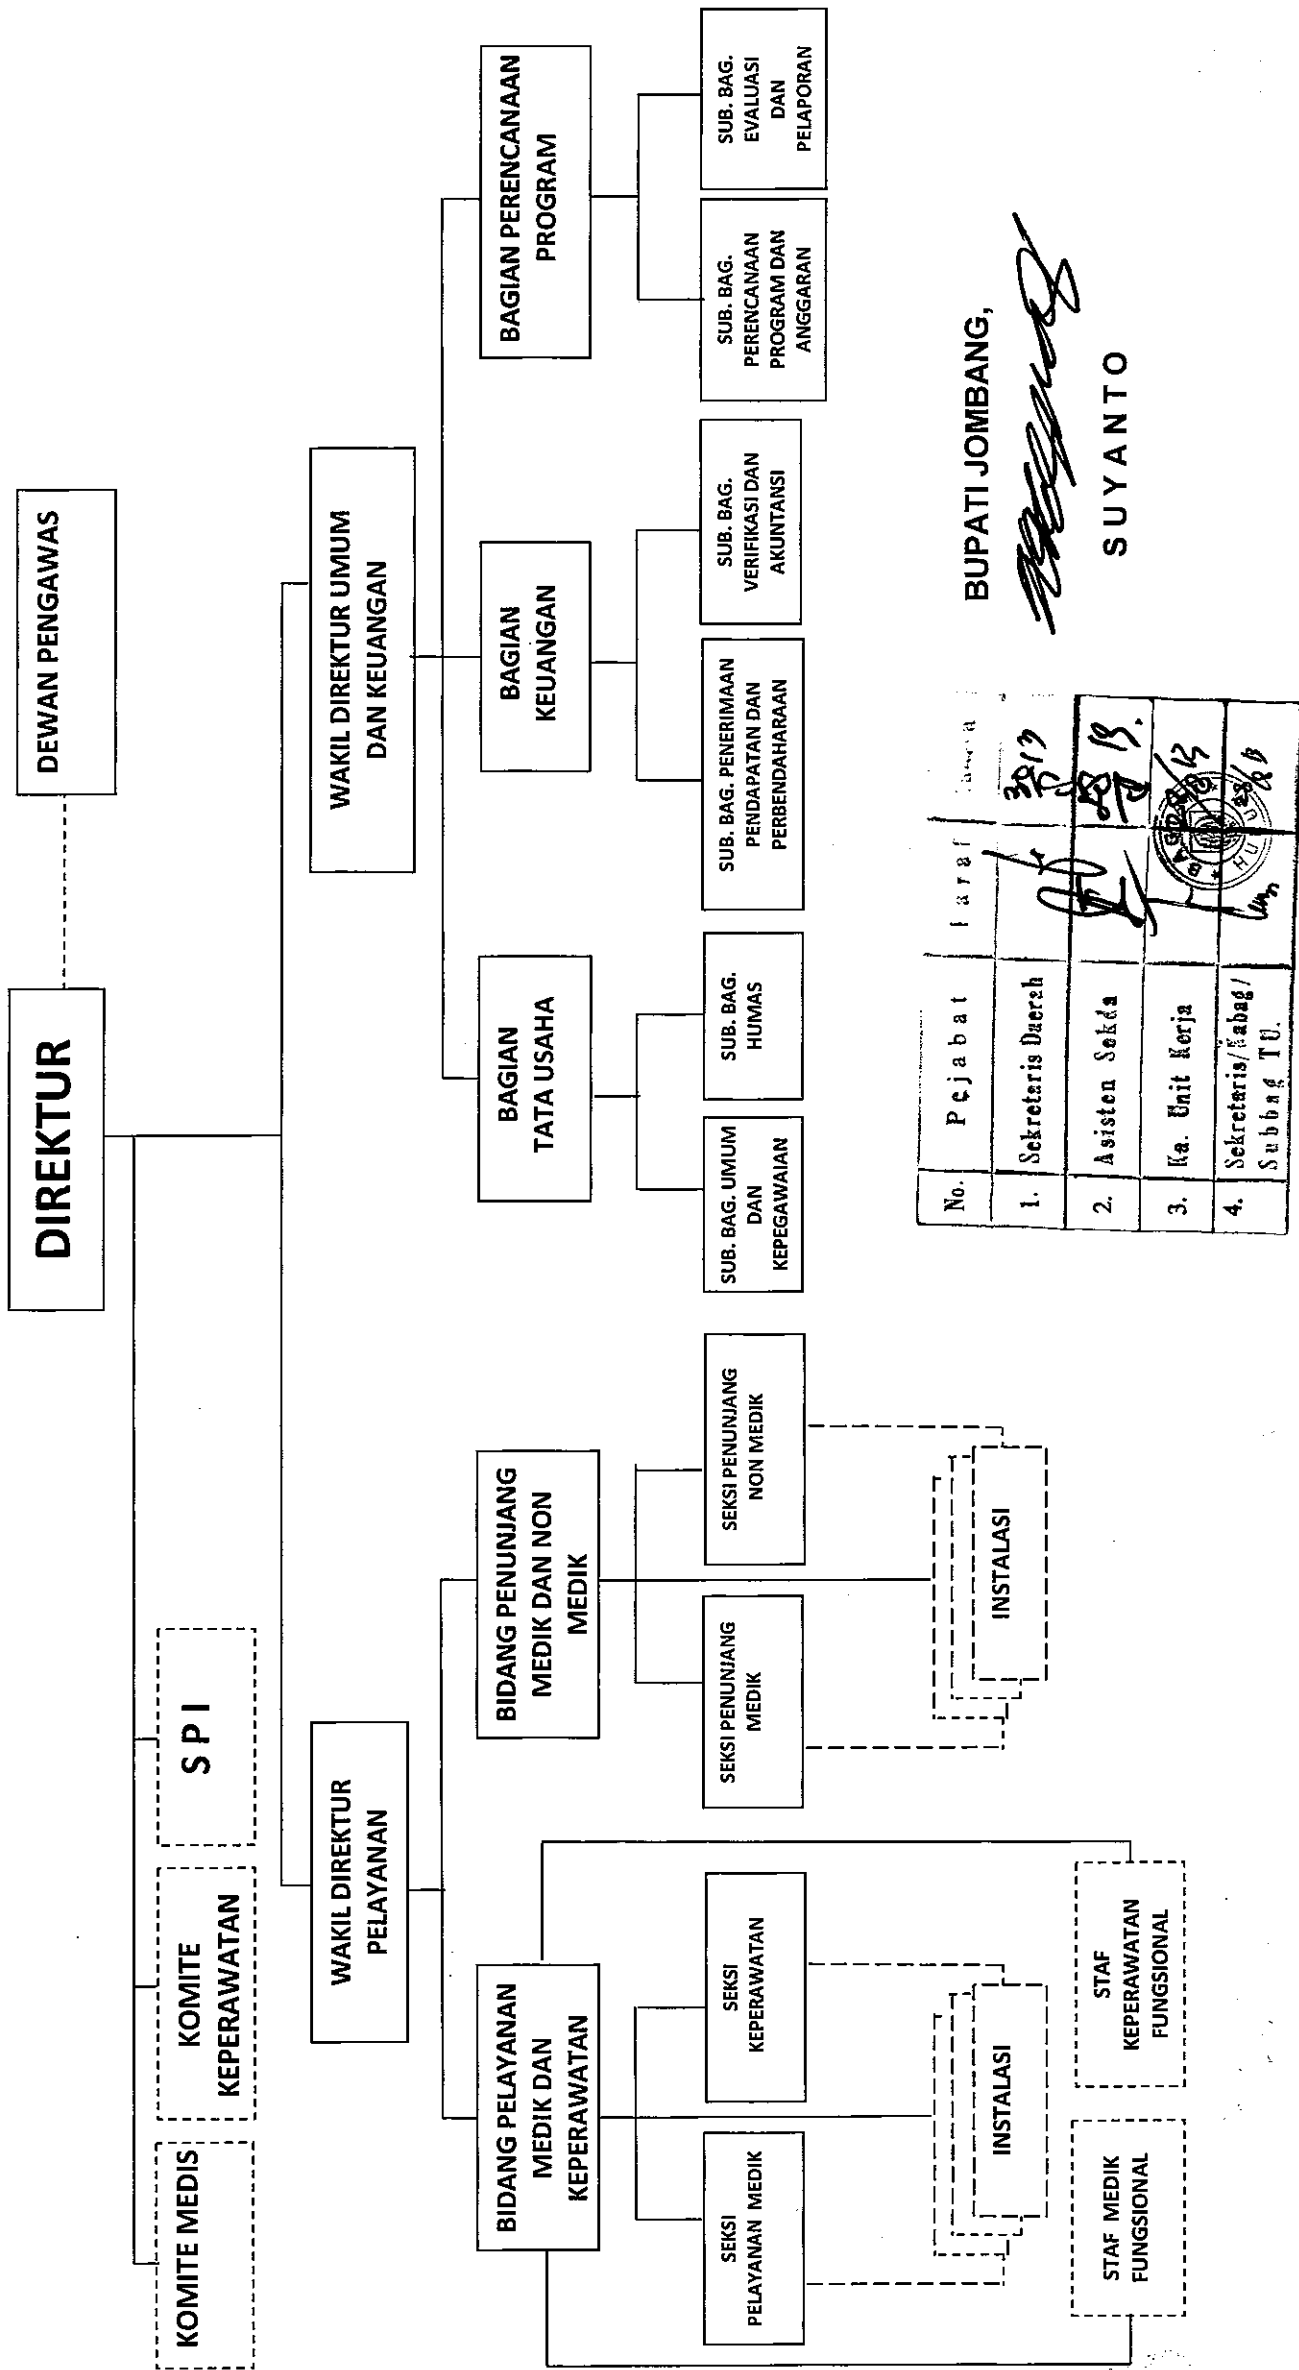 DIREKTUR
DEWAN PENGAWAS
KOMITE MEDIS
KOMITE
KEPERAWATAN
S P I
WAKIL DIREKTUR
PELAYANAN
WAKIL DIREKTUR UMUM
DAN KEUANGAN
BIDANG PELAYANAN
MEDIK DAN
KEPERAWATAN
BIDANG PENUNJANG
MEDIK DAN NON
MEDIK
BAGIAN
TATA USAHA
BAGIAN
KEUANGAN
BAGIAN PERENCANAAN
PROGRAM
SEKSI
PELAYANAN MEDIK
SEKSI
KEPERAWATAN
SEKSI PENUNJANG
MEDIK
SEKSI PENUNJANG
NON MEDIK
SUB. BAG. UMUM
DAN
KEPEGAWAIAN
SUB. BAG.
HUMAS
SUB. BAG. PENERIMAAN
PENDAPATAN DAN
PERBENDAHARAAN
SUB. BAG.
VERIFIKASI DAN
AKUNTANSI
SUB. BAG.
PERENCANAAN
PROGRAM DAN
ANGGARAN
SUB. BAG.
EVALUASI
DAN
PELAPORAN
INSTALASI
INSTALASI
STAF MEDIK
FUNGSIONAL
STAF
KEPERAWATAN
FUNGSIONAL
No. Pejabat Paraf
1. Sekretaris Daerah
2. Asisten Sekda
3. Ka. Unit Kerja
4. Sekretaris/Kabag/
Subbag TU.
BUPATI JOMBANG,
S U Y A N T O